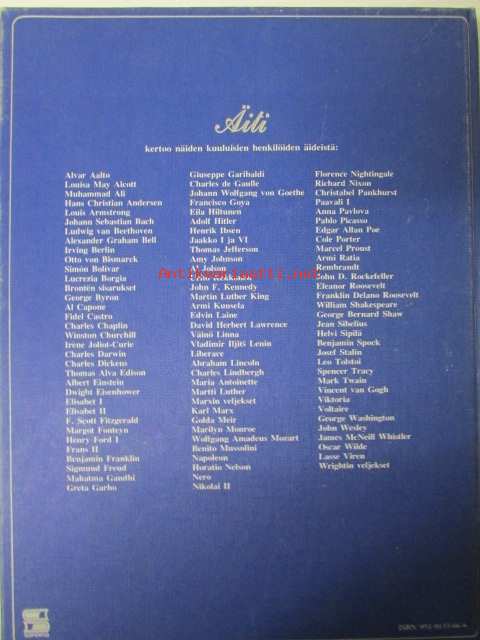 Äiti
kertoo näiden kuuluisien henkilöiden äideistä:
Alvar Aalto
Louisa May Alcott
Muhammad Ali
Hans Christian Andersen
Louis Armstrong
Johann Sebastian Bach
Ludwig van Beethoven
Alexander Graham Bell
Irving Berlin
Otto von Bismarck
Simón Bolívar
Lucrezia Borgia
Brontën sisarukset
George Byron
Al Capone
Fidel Castro
Charles Chaplin
Winston Churchill
Irene Joliot-Curie
Charles Darwin
Charles Dickens
Thomas Alva Edison
Albert Einstein
Dwight Eisenhower
Elisabet I
Elisabet II
F. Scott Fitzgerald
Margot Fonteyn
Henry Ford I
Frans II
Benjamin Franklin
Sigmund Freud
Mahatma Gandhi
Greta Garbo
Giuseppe Garibaldi
Charles de Gaulle
Johann Wolfgang von Goethe
Francisco Goya
Eila Hiltunen
Adolf Hitler
Henrik Ibsen
Jaakko I ja VI
Thomas Jefferson
Amy Johnson
Al Jolson
John F. Kennedy
Martin Luther King
Armi Kuusela
Edvin Laine
David Herbert Lawrence
Väinö Linna
Vladimir Iljitš Lenin
Liberace
Abraham Lincoln
Charles Lindbergh
Maria Antoinette
Martti Luther
Marxin veljekset
Karl Marx
Golda Meir
Marilyn Monroe
Wolfgang Amadeus Mozart
Benito Mussolini
Napoleon
Horatio Nelson
Nero
Nikolai II
Florence Nightingale
Richard Nixon
Christabel Pankhurst
Paavali I
Anna Pavlova
Pablo Picasso
Edgar Allan Poe
Cole Porter
Marcel Proust
Armi Ratia
Rembrandt
John D. Rockefeller
Eleanor Roosevelt
Franklin Delano Roosevelt
William Shakespeare
George Bernard Shaw
Jean Sibelius
Helvi Sipilä
Benjamin Spock
Josef Stalin
Leo Tolstoi
Spencer Tracy
Mark Twain
Vincent van Gogh
Viktoria
Voltaire
George Washington
John Wesley
James McNeill Whistler
Oscar Wilde
Lasse Viren
Wrightin veljekset
ISBN